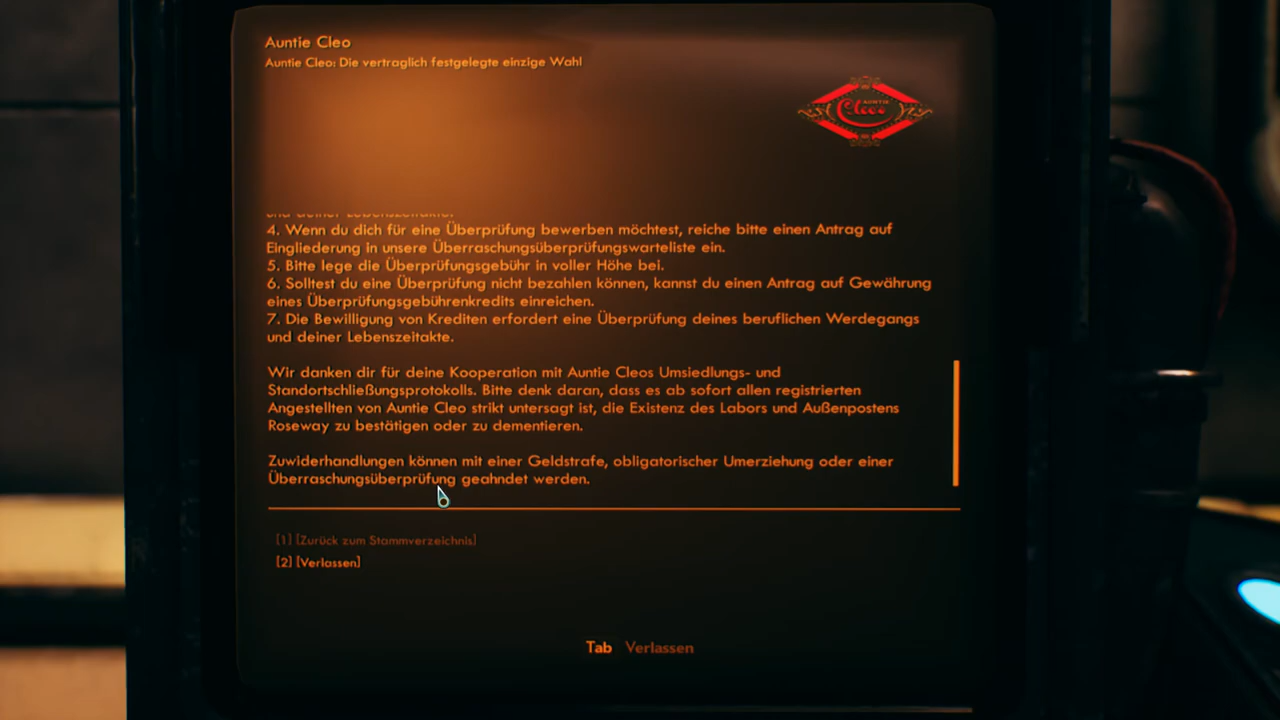 Auntie Cleo
Auntie Cleo: Die vertraglich festgelegte einzige Wahl
AUNTIE
Cleo
und deiner Lebenszeitakte.
4. Wenn du dich für eine Überprüfung bewerben möchtest, reiche bitte einen Antrag auf
Eingliederung in unsere Überraschungsüberprüfungswarteliste ein.
5. Bitte lege die Überprüfungsgebühr in voller Höhe bei.
6. Solltest du eine Überprüfung nicht bezahlen können, kannst du einen Antrag auf Gewährung
eines Überprüfungsgebührenkredits einreichen.
7. Die Bewilligung von Krediten erfordert eine Überprüfung deines beruflichen Werdegangs
und deiner Lebenszeitakte.
Wir danken dir für deine Kooperation mit Auntie Cleos Umsiedlungs- und
Standortschließungsprotokolls. Bitte denk daran, dass es ab sofort allen registrierten
Angestellten von Auntie Cleo strikt untersagt ist, die Existenz des Labors und Außenpostens
Roseway zu bestätigen oder zu dementieren.
Zuwiderhandlungen können mit einer Geldstrafe, obligatorischer Umerziehung oder einer
Überraschungsüberprüfung geahndet werden.
[1] [Zurück zum Stammverzeichnis]
[2] [Verlassen]
Tab Verlassen